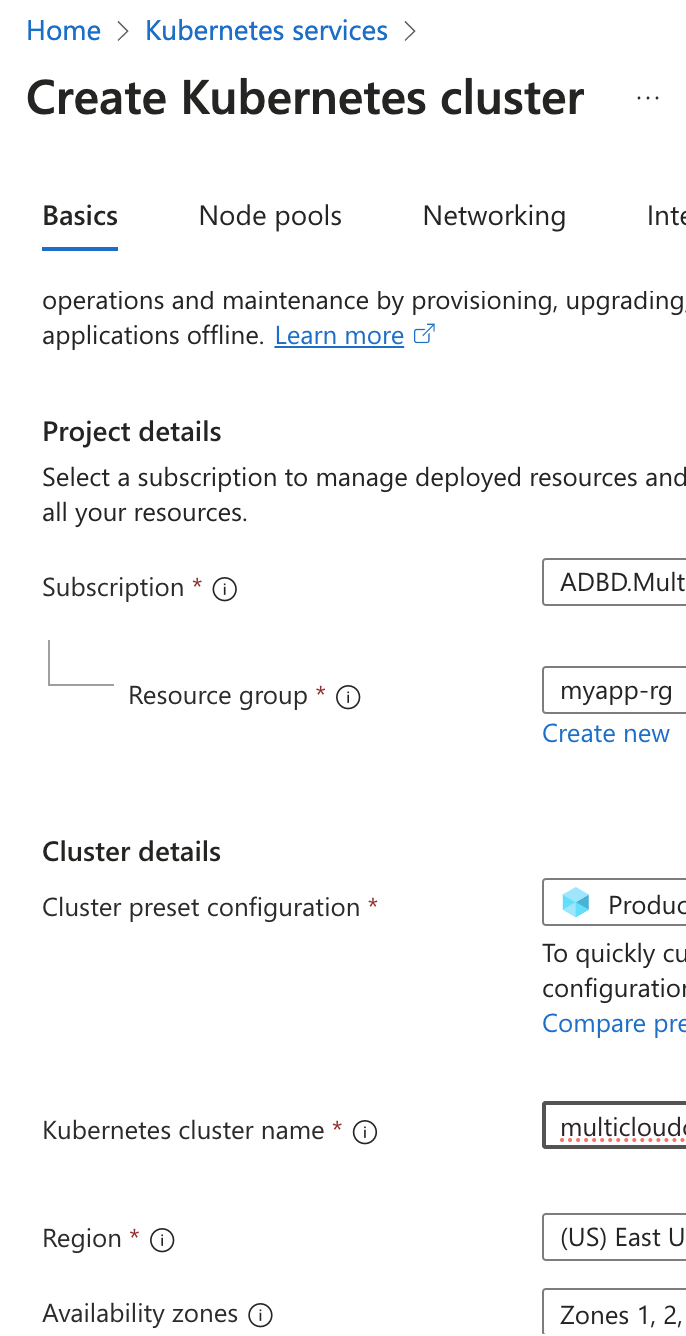 Home > Kubernetes services >
Create Kubernetes cluster ...
Basics Node pools Networking Inte
operations and maintenance by provisioning, upgrading,
applications offline. Learn more
Project details
Select a subscription to manage deployed resources and
all your resources.
Subscription *
ADBD.Mult
Resource group *
myapp-rg
Create new
Cluster details
Cluster preset configuration *
Produc
To quickly cu
configuration
Compare pre
Kubernetes cluster name *
multicloud
Region *
(US) East U
Availability zones
Zones 1, 2,